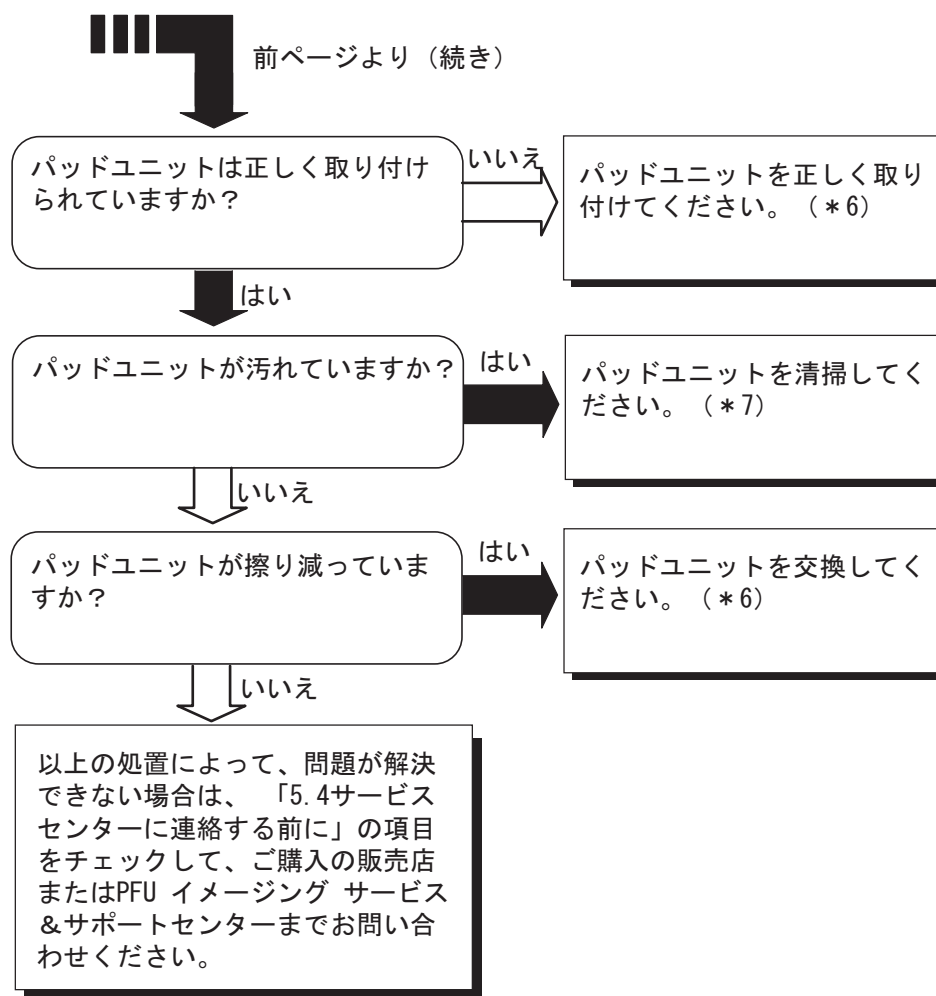 前ページより（続き）
パッドユニットは正しく取り付け
られていますか？
いいえ
パッドユニットを正しく取り
付けてください。（＊6）
はい
パッドユニットが汚れていますか？
はい
パッドユニットを清掃してく
ださい。（＊7）
いいえ
パッドユニットが擦り減っていま
すか？
はい
パッドユニットを交換してく
ださい。（＊6）
いいえ
以上の処置によって、問題が解決
できない場合は、 「5.4サービス
センターに連絡する前に」の項目
をチェックして、ご購入の販売店
またはPFU イメージング サービス
＆サポートセンターまでお問い合
わせください。